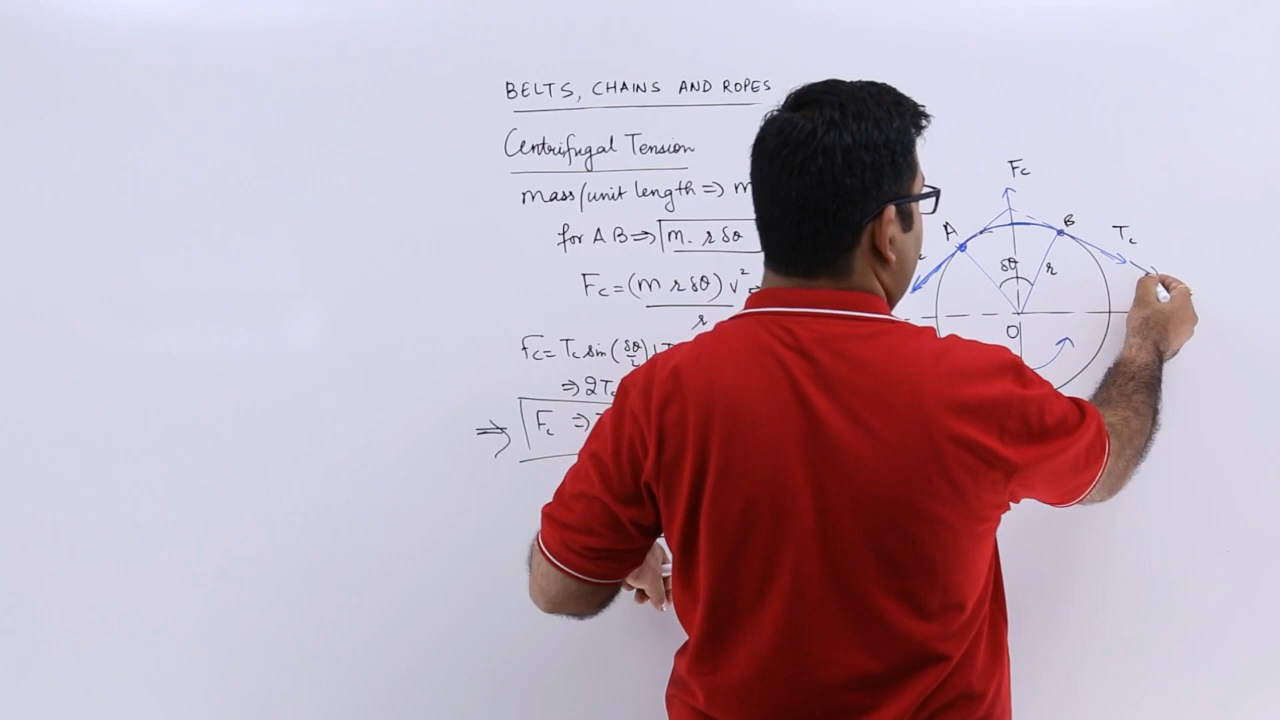 BELTS, CHAINS AND ROPES
Centrifugal Tension
mass/unit length ⇒ m
for AB ⇒ m. r δθ
Fc = (m r δθ) v²
r
Fc = Tc sin(δθ/2) +
⇒ 2Tc
⇒ Fc ⇒
Fc
A
B
Tc
δθ
r
O